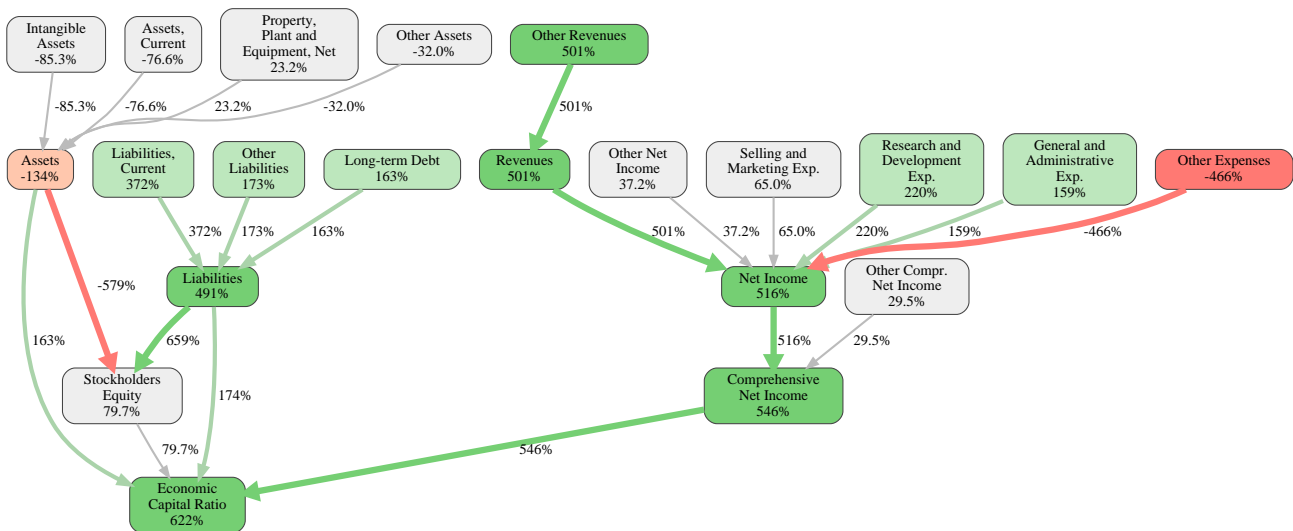 Intangible
Assets
-85.3%
Assets,
Current
-76.6%
Property,
Plant and
Equipment, Net
23.2%
Other Assets
-32.0%
Other Revenues
501%
-85.3%
-76.6%
23.2%
-32.0%
501%
Assets
-134%
Liabilities,
Current
372%
Other
Liabilities
173%
Long-term Debt
163%
Revenues
501%
Other Net
Income
37.2%
Selling and
Marketing Exp.
65.0%
Research and
Development
Exp.
220%
General and
Administrative
Exp.
159%
Other Expenses
-466%
372%
173%
163%
501%
37.2%
65.0%
220%
159%
-466%
-579%
Liabilities
491%
Net Income
516%
Other Compr.
Net Income
29.5%
163%
659%
516%
29.5%
Stockholders
Equity
79.7%
174%
Comprehensive
Net Income
546%
79.7%
546%
Economic
Capital Ratio
622%